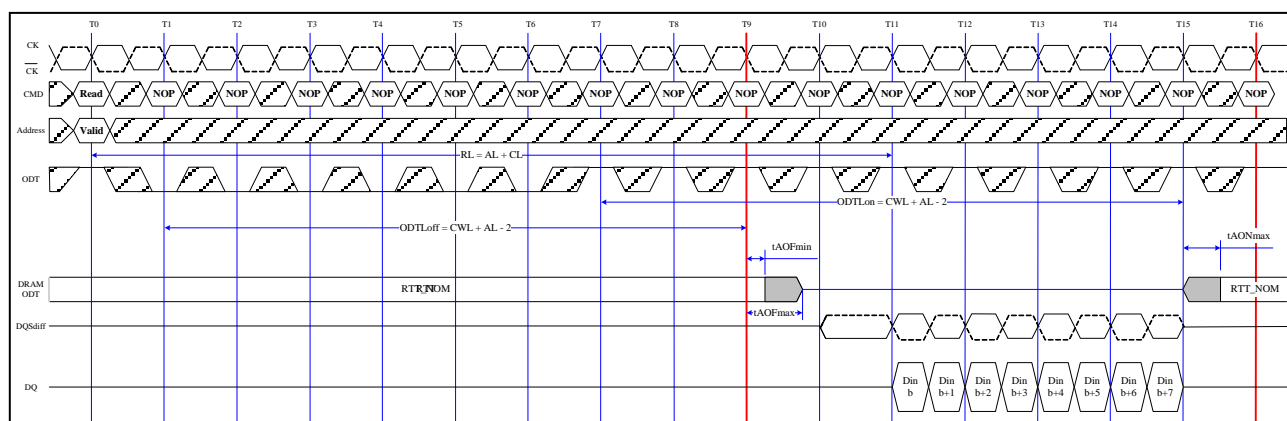 T0 T1 T2 T3 T4 T5 T6 T7 T8 T9 T10 T11 T12 T13 T14 T15 T16
CK
CK
CMD Read NOP NOP NOP NOP NOP NOP NOP NOP NOP NOP NOP NOP NOP NOP NOP NOP
Address Valid
RL = AL + CL
ODT
ODTLon = CWL + AL - 2
ODTLoff = CWL + AL - 2
tAOFmin tAONmax
DRAM ODT RTT_NOM RTT_NOM
tAOFmax
DQSdiff
DQ Din b Din b+1 Din b+2 Din b+3 Din b+4 Din b+5 Din b+6 Din b+7